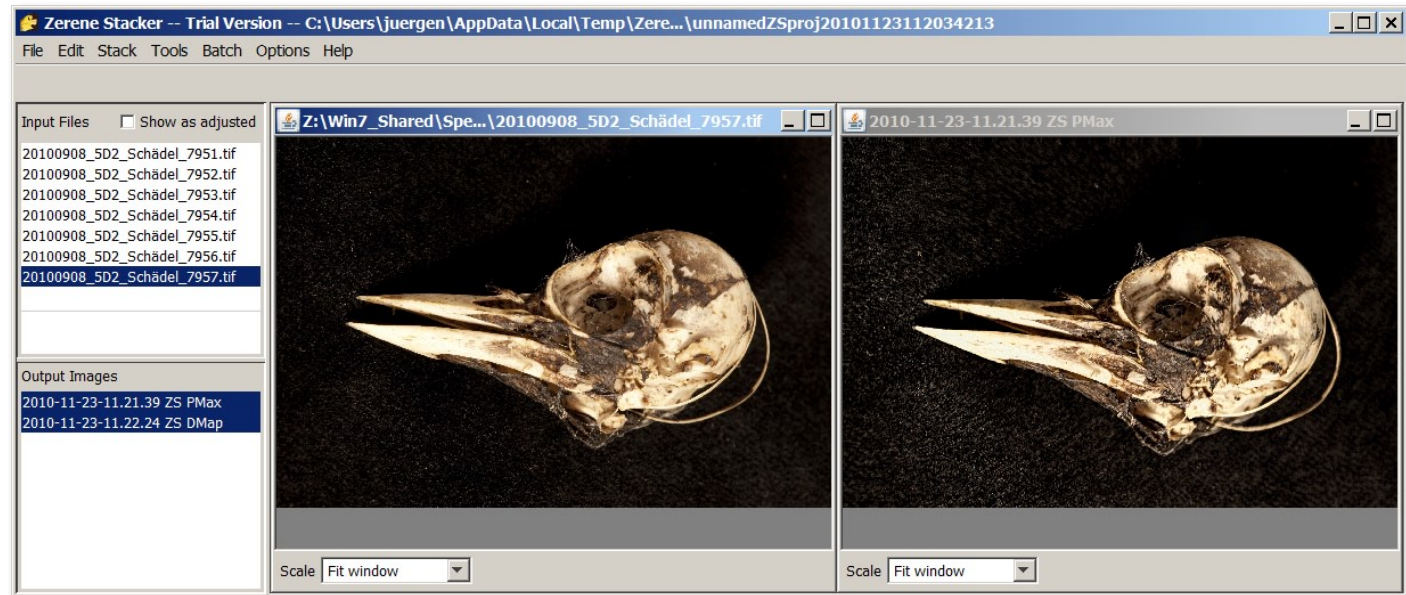 Zerene Stacker -- Trial Version -- C:\Users\juergen\AppData\Local\Temp\Zere...\unnamedZSproj20101123112034213
File Edit Stack Tools Batch Options Help
Input Files Show as adjusted
20100908_5D2_Schädel_7951.tif
20100908_5D2_Schädel_7952.tif
20100908_5D2_Schädel_7953.tif
20100908_5D2_Schädel_7954.tif
20100908_5D2_Schädel_7955.tif
20100908_5D2_Schädel_7956.tif
20100908_5D2_Schädel_7957.tif
Output Images
2010-11-23-11.21.39 ZS PMax
2010-11-23-11.22.24 ZS DMap
Z:\Win7_Shared\Spe...\20100908_5D2_Schädel_7957.tif
Scale Fit window
2010-11-23-11.21.39 ZS PMax
Scale Fit window